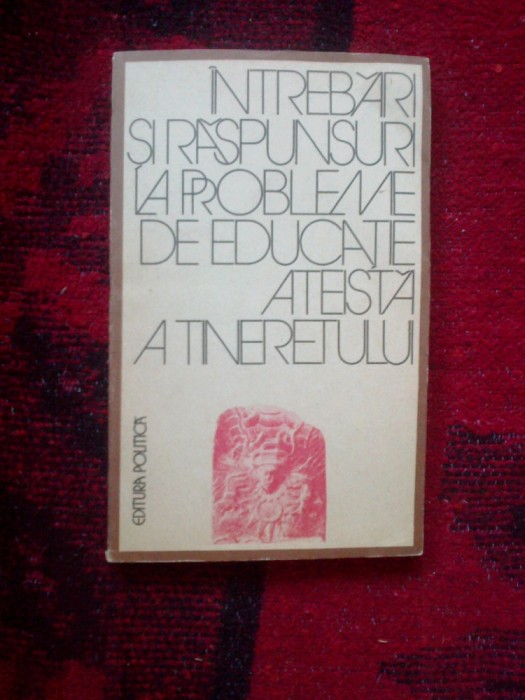 ÎNTREBĂRI
ȘI RĂSPUNSURI
LA PROBLEME
DE EDUCAȚIE
ATEISTĂ
A TINERETULUI
EDITURA POLITICĂ